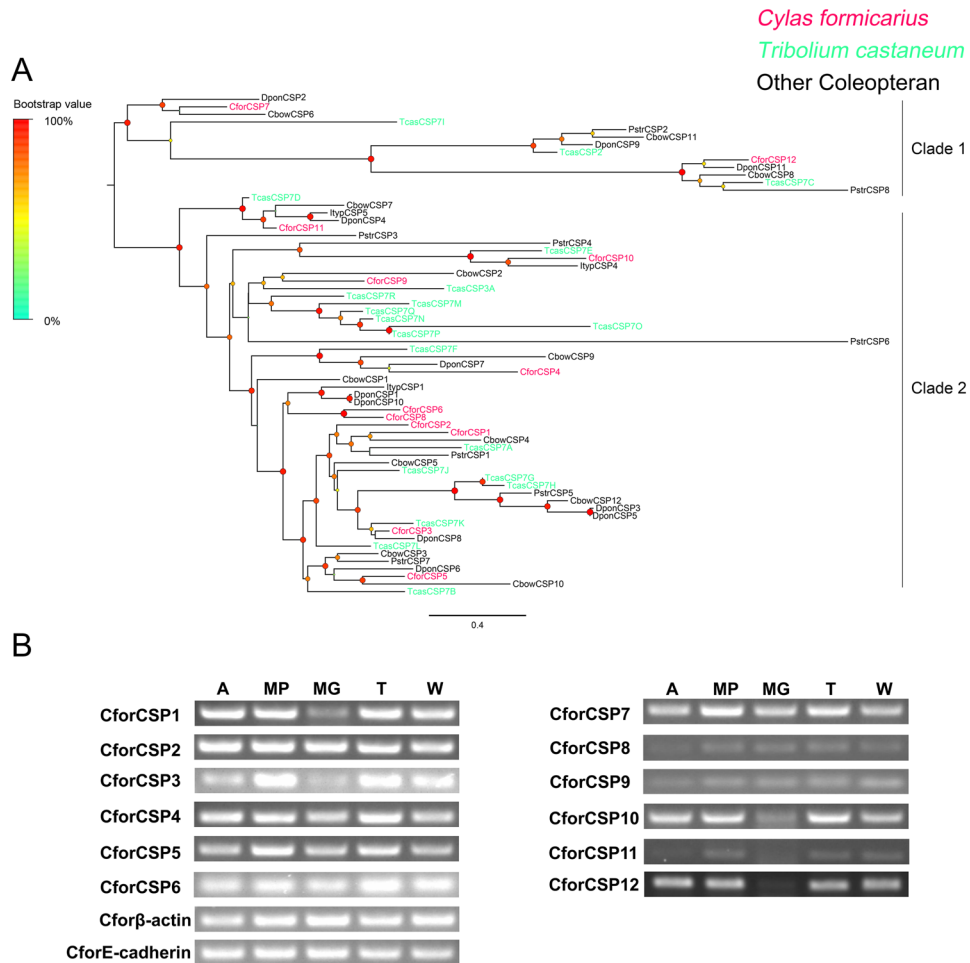 Cylas formicarius
Tribolium castaneum
Other Coleopteran
A
Bootstrap value
100%
0%
DponCSP2
CforCSP7
CbowCSP6
TcasCSP7I
PstrCSP2
CbowCSP11
DponCSP9
TcasCSP2
CforCSP12
DponCSP11
CbowCSP8
TcasCSP7C
PstrCSP8
Clade 1
TcasCSP7D
CbowCSP7
ItypCSP5
DponCSP4
CforCSP11
PstrCSP3
PstrCSP4
TcasCSP7E
CforCSP10
ItypCSP4
CbowCSP2
CforCSP9
TcasCSP3A
TcasCSP7R
TcasCSP7M
TcasCSP7Q
TcasCSP7N
TcasCSP7O
TcasCSP7P
PstrCSP6
TcasCSP7F
CbowCSP9
DponCSP7
CforCSP4
CbowCSP1
ItypCSP1
DponCSP1
DponCSP10
CforCSP6
CforCSP8
CforCSP2
CforCSP1
CbowCSP4
TcasCSP7A
PstrCSP1
CbowCSP5
TcasCSP7J
TcasCSP7G
TcasCSP7H
PstrCSP5
CbowCSP12
DponCSP3
DponCSP5
TcasCSP7K
CforCSP3
DponCSP8
TcasCSP7L
CbowCSP3
PstrCSP7
DponCSP6
CforCSP5
CbowCSP10
TcasCSP7B
Clade 2
0.4
B
A MP MG T W
CforCSP1
CforCSP2
CforCSP3
CforCSP4
CforCSP5
CforCSP6
Cforβ-actin
CforE-cadherin
A MP MG T W
CforCSP7
CforCSP8
CforCSP9
CforCSP10
CforCSP11
CforCSP12